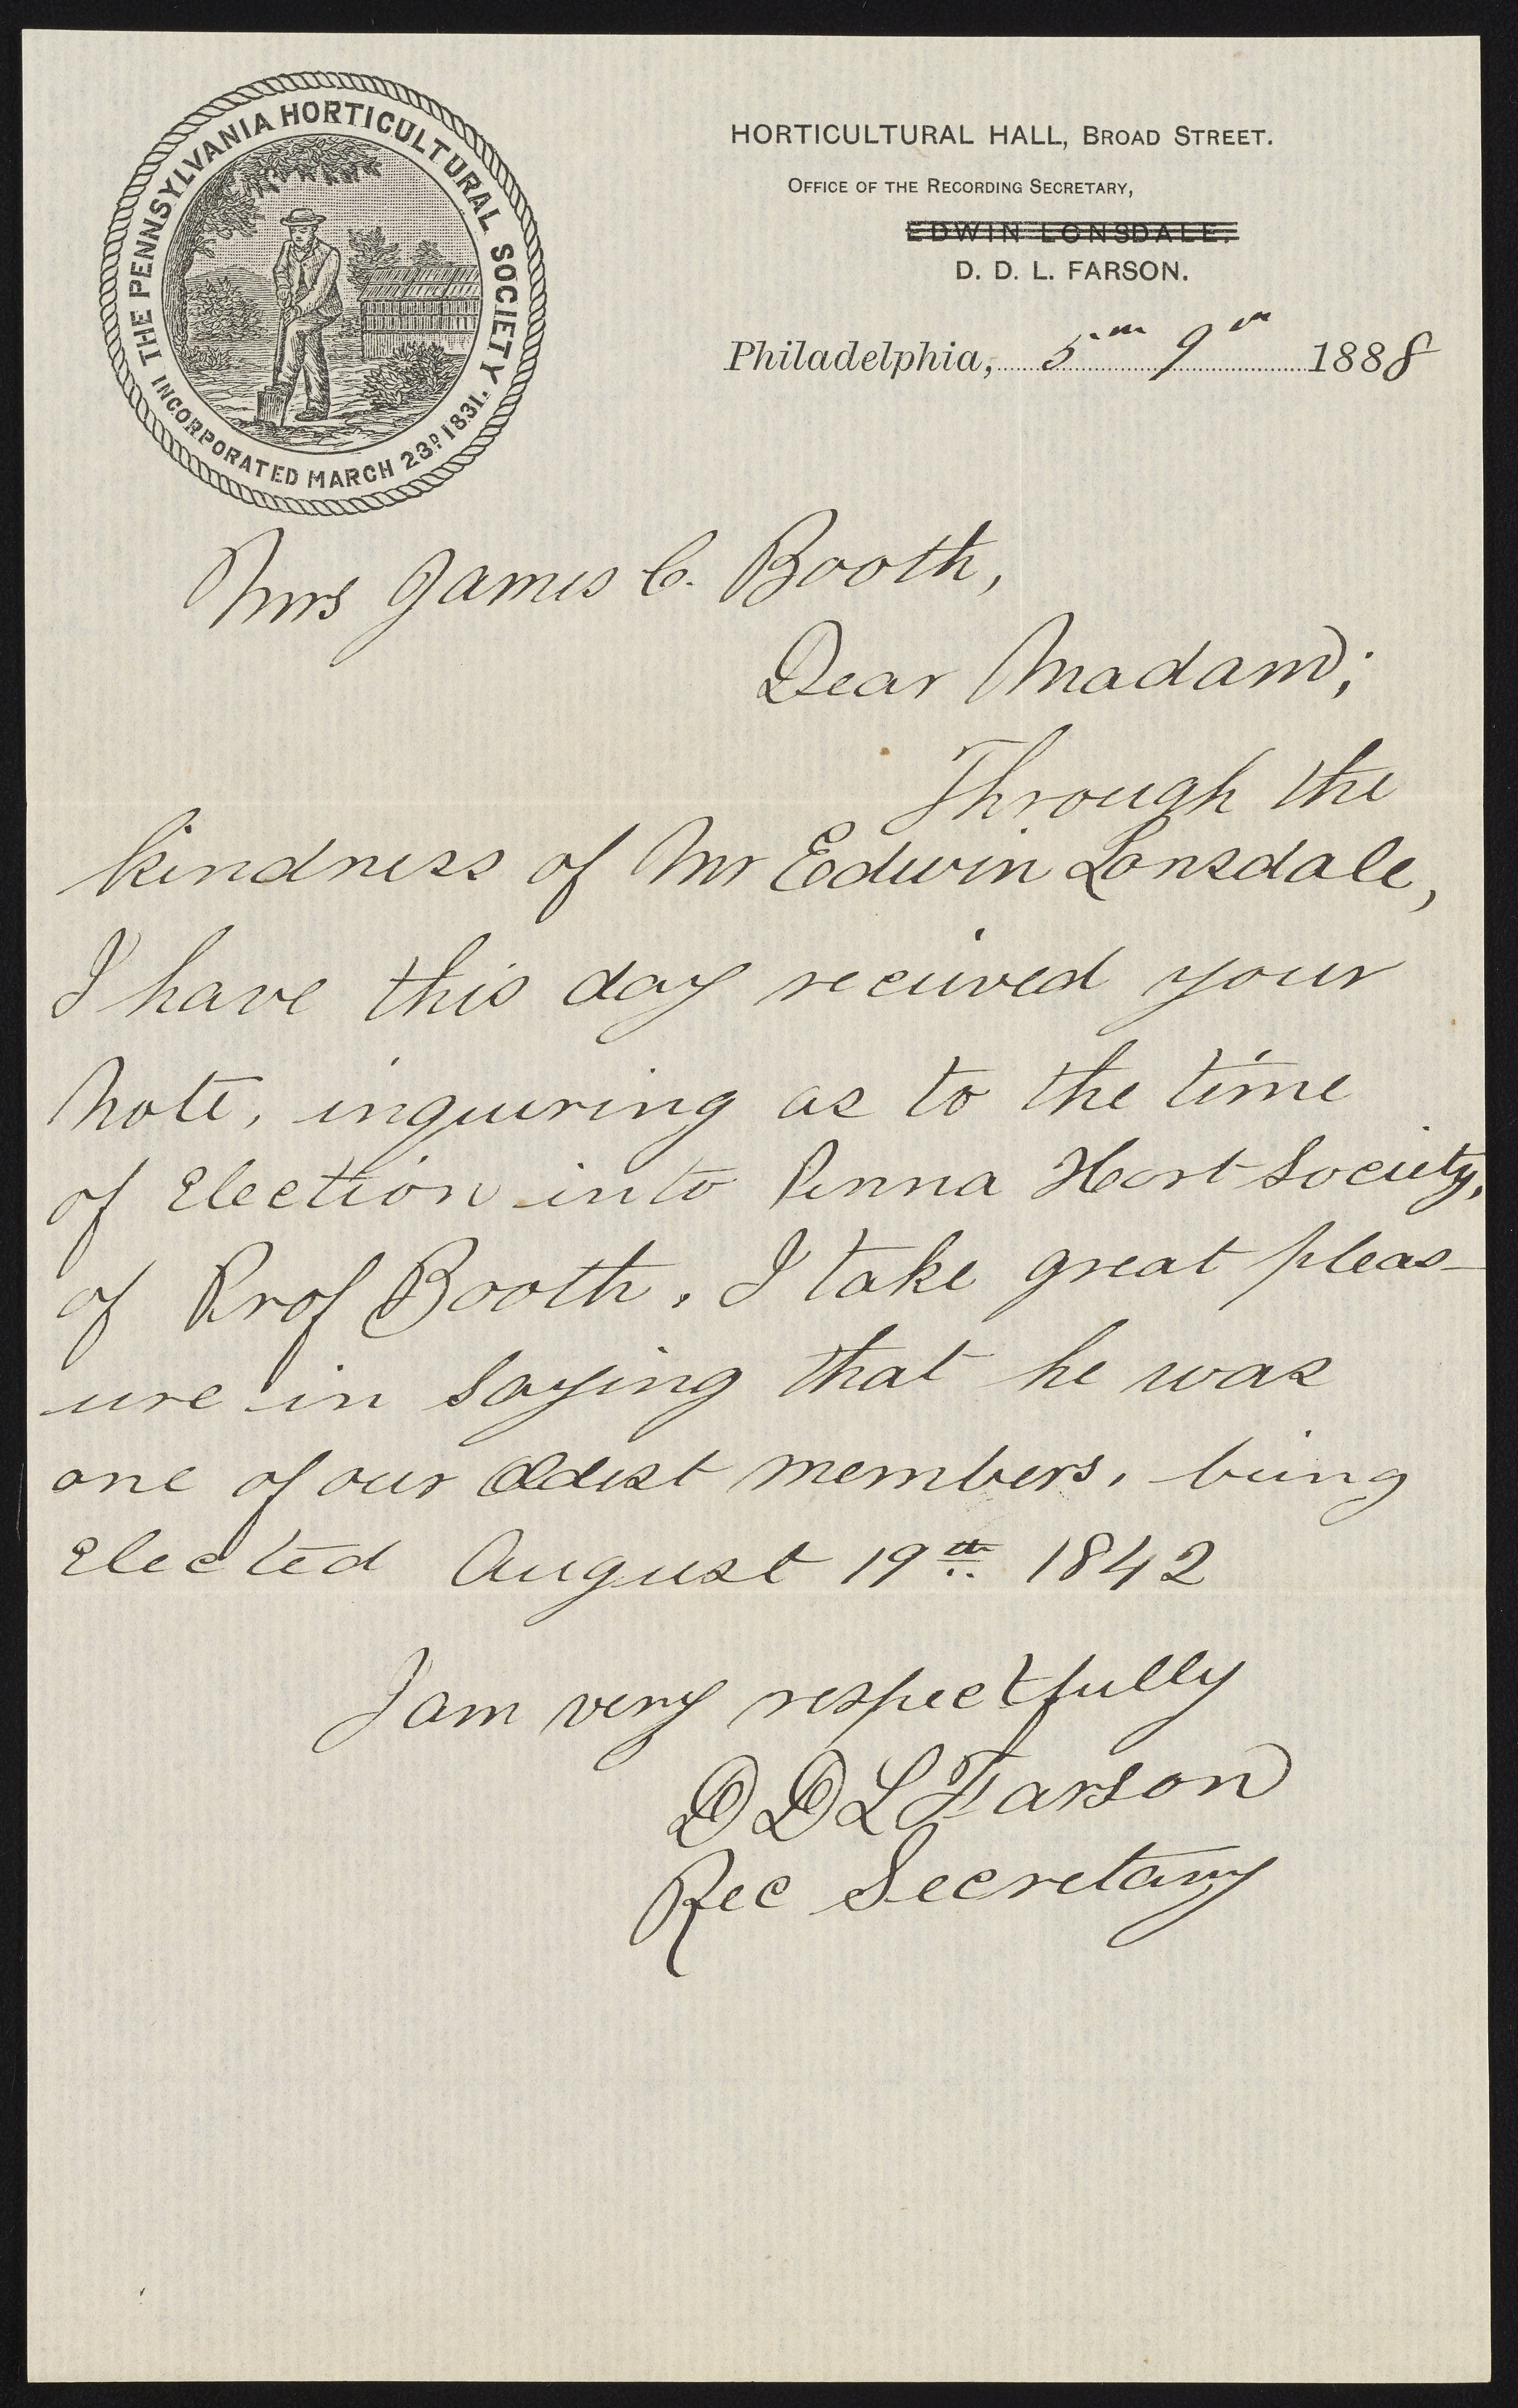 THE PENNSYLVANIA HORTICULTURAL SOCIETY
INCORPORATED MARCH 23D 1831.
HORTICULTURAL HALL, BROAD STREET.
OFFICE OF THE RECORDING SECRETARY,
EDWIN LONSDALE.
D. D. L. FARSON.
Philadelphia, 5 m 9 m 1888
Mrs James C. Booth,
Dear Madam;
Through the
kindness of Mr Edwin Lonsdale,
I have this day received your
note, inquiring as to the time
of Election into Penna Hort Society,
of Prof Booth. I take great pleas-
ure in saying that he was
one of our oldest members, being
Elected August 19th 1842
I am very respectfully
D D L Farson
Rec Secretary